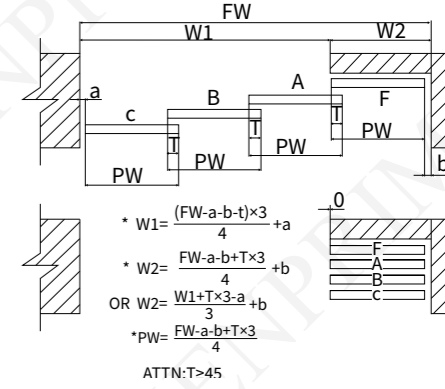 FW
W1 W2
a
A
B F
c T
T PW
T PW
PW b
PW
0
* W1= (FW-a-b-t)×3 / 4 +a
F
A
* W2= FW-a-b+T×3 / 4 +b
B
c
OR W2= W1+T×3-a / 3 +b
*PW= FW-a-b+T×3 / 4
ATTN:T>45